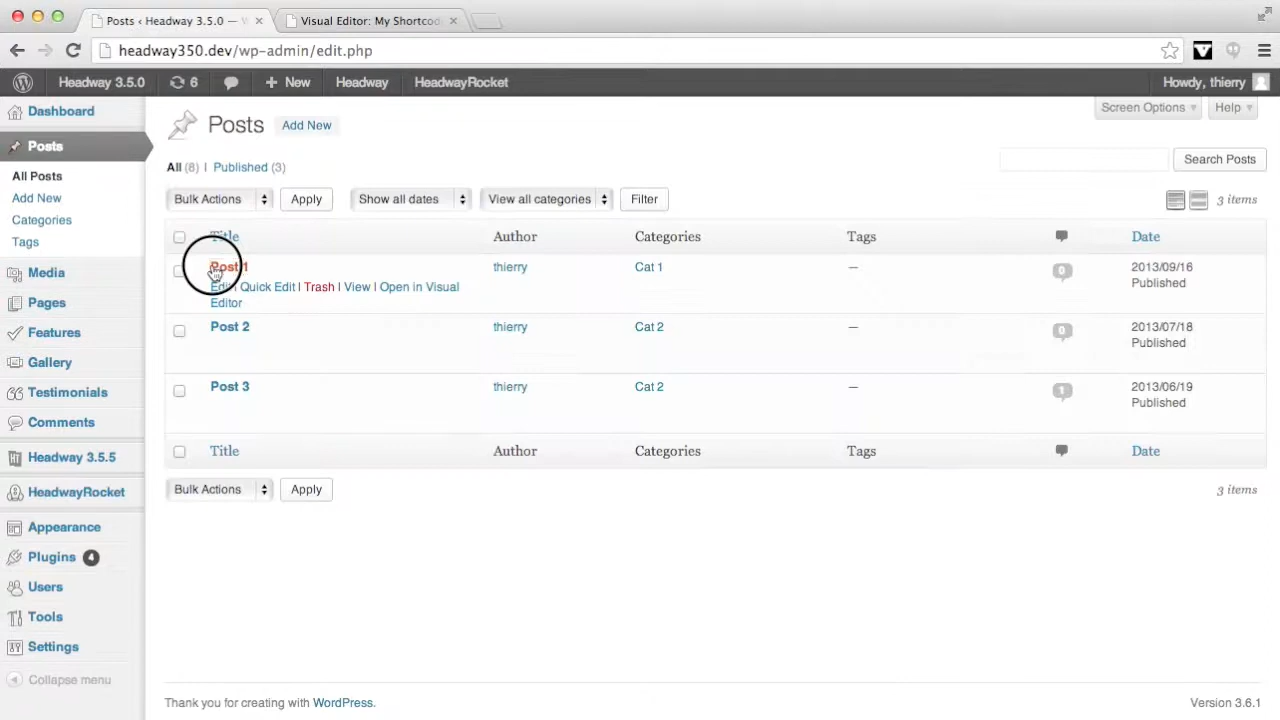 Posts ‹ Headway 3.5.0 —
Visual Editor: My Shortcod
headway350.dev/wp-admin/edit.php
Headway 3.5.0
6
+ New
Headway
HeadwayRocket
Howdy, thierry
Dashboard
Posts
All Posts
Add New
Categories
Tags
Media
Pages
Features
Gallery
Testimonials
Comments
Headway 3.5.5
HeadwayRocket
Appearance
Plugins 4
Users
Tools
Settings
Collapse menu
Screen Options
Help
Posts Add New
All (8) | Published (3)
Search Posts
Bulk Actions Apply Show all dates View all categories Filter
3 items
Title Author Categories Tags Date
Post 1 thierry Cat 1 — 0 2013/09/16
Published
Edit | Quick Edit | Trash | View | Open in Visual
Editor
Post 2 thierry Cat 2 — 0 2013/07/18
Published
Post 3 thierry Cat 2 — 1 2013/06/19
Published
Title Author Categories Tags Date
Bulk Actions Apply
3 items
Thank you for creating with WordPress.
Version 3.6.1